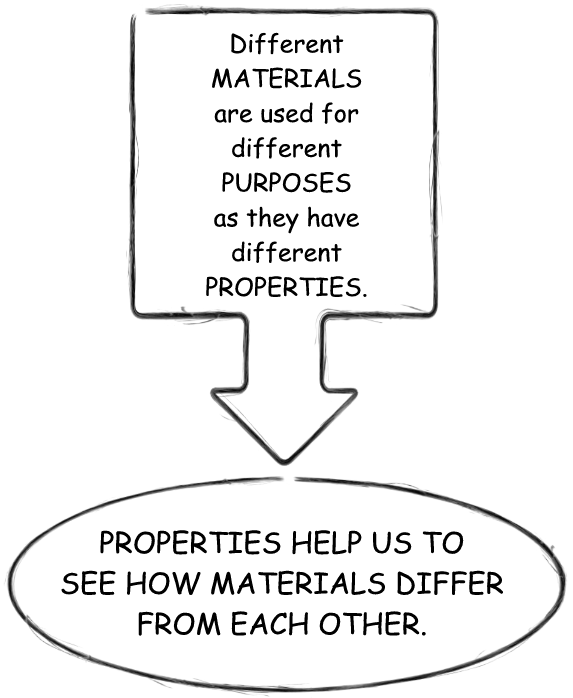 Different
MATERIALS
are used for
different
PURPOSES
as they have
different
PROPERTIES.
PROPERTIES HELP US TO
SEE HOW MATERIALS DIFFER
FROM EACH OTHER.